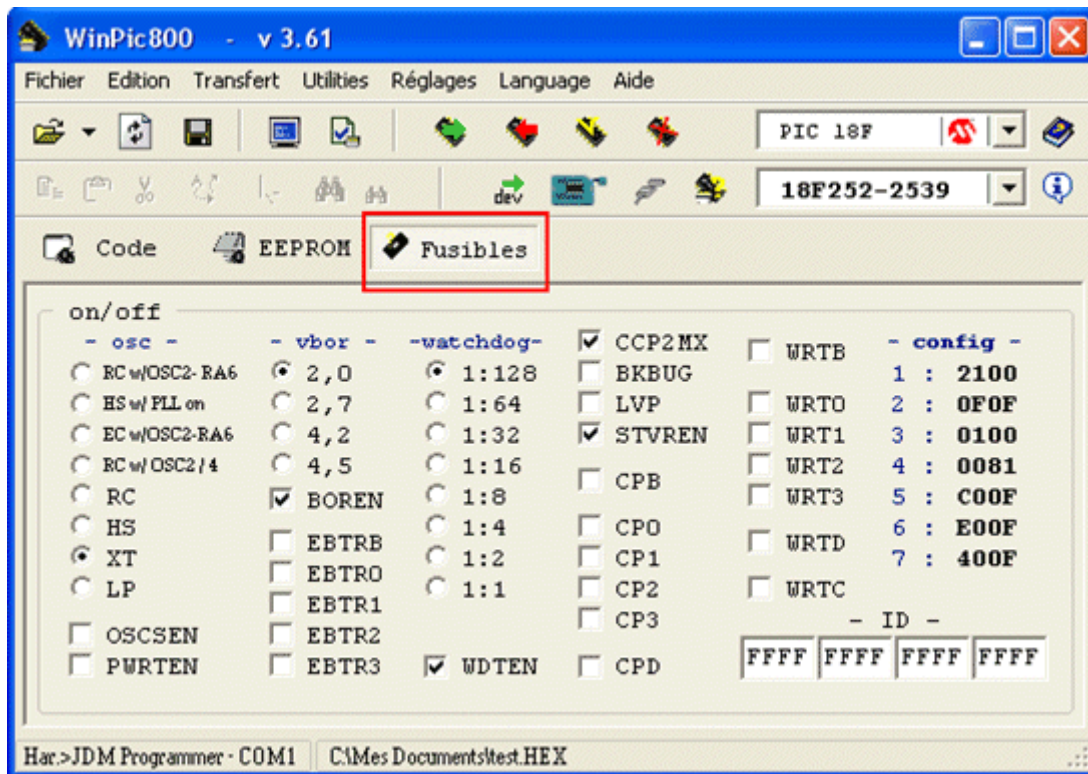 WinPic800 - v 3.61
Fichier Edition Transfert Utilities Réglages Language Aide
PIC 18F
dev
18F252-2539
Code EEPROM Fusibles
on/off
- osc -
RC w/OSC2- RA6
HS w/ PLL on
EC w/OSC2-RA6
RC w/ OSC2 / 4
RC
HS
XT
LP
OSCSEN
PWRTEN
- vbor -
2,0
2,7
4,2
4,5
BOREN
EBTRB
EBTR0
EBTR1
EBTR2
EBTR3
-watchdog-
1:128
1:64
1:32
1:16
1:8
1:4
1:2
1:1
WDTEN
CCP2MX
BKBUG
LVP
STVREN
CPB
CP0
CP1
CP2
CP3
CPD
WRTB
WRT0
WRT1
WRT2
WRT3
WRTD
WRTC
- config -
1 : 2100
2 : 0F0F
3 : 0100
4 : 0081
5 : C00F
6 : E00F
7 : 400F
- ID -
FFFF FFFF FFFF FFFF
Har.>JDM Programmer - COM1 C:\Mes Documents\test.HEX